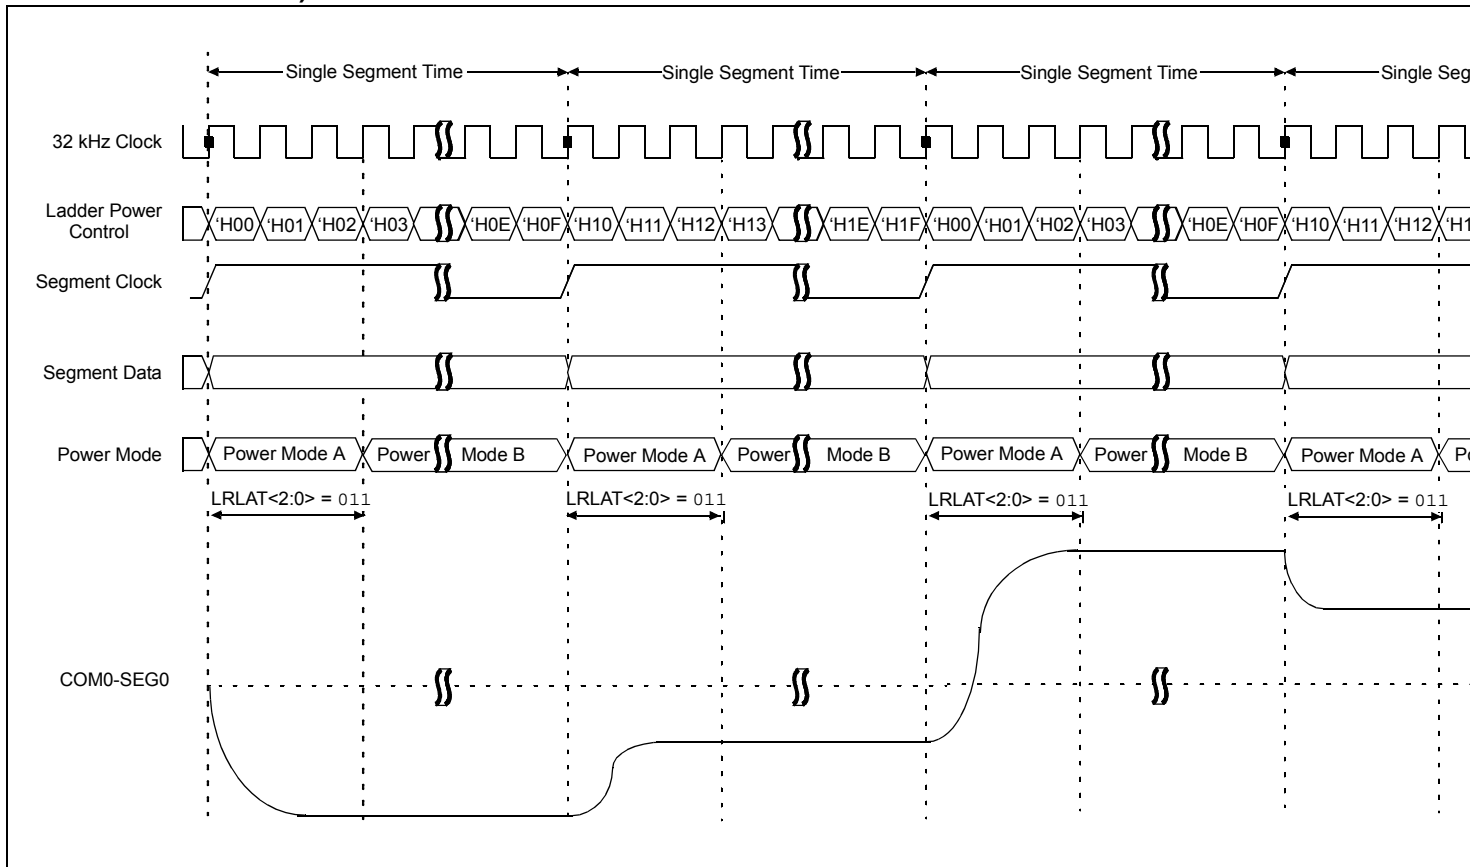 Single Segment Time Single Segment Time Single Segment Time Single Seg
32 kHz Clock
Ladder Power
Control
‘H00 ‘H01 ‘H02 ‘H03 ‘H0E ‘H0F ‘H10 ‘H11 ‘H12 ‘H13 ‘H1E ‘H1F ‘H00 ‘H01 ‘H02 ‘H03 ‘H0E ‘H0F ‘H10 ‘H11 ‘H12 ‘H1
Segment Clock
Segment Data
Power Mode Power Mode A Power Mode B Power Mode A Power Mode B Power Mode A Power Mode B Power Mode A
LRLAT<2:0> = 011 LRLAT<2:0> = 011 LRLAT<2:0> = 011 LRLAT<2:0> = 011
COM0-SEG0